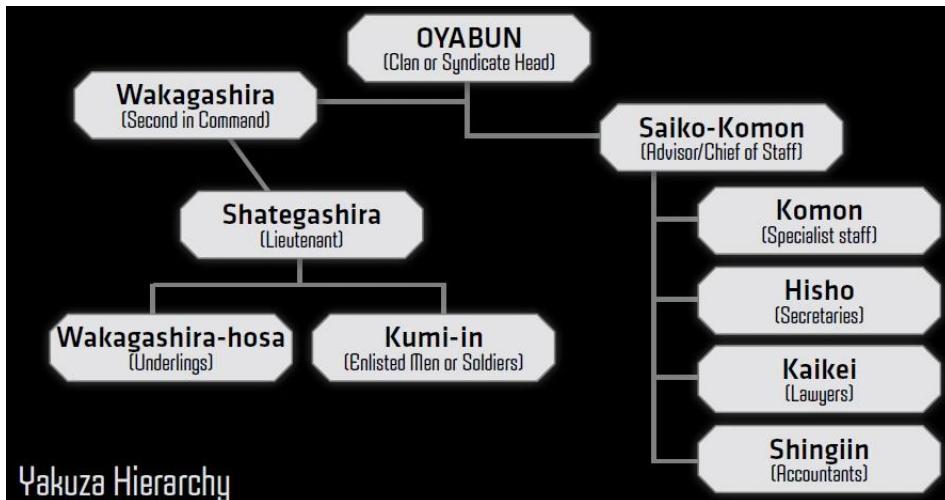 OYABUN
(Clan or Syndicate Head)
Wakagashira
(Second in Command)
Saiko-Komon
(Advisor/Chief of Staff)
Shategashira
(Lieutenant)
Komon
(Specialist staff)
Hisho
(Secretaries)
Wakagashira-hosa
(Underlings)
Kumi-in
(Enlisted Men or Soldiers)
Kaikei
(Lawyers)
Shingiin
(Accountants)
Yakuza Hierarchy